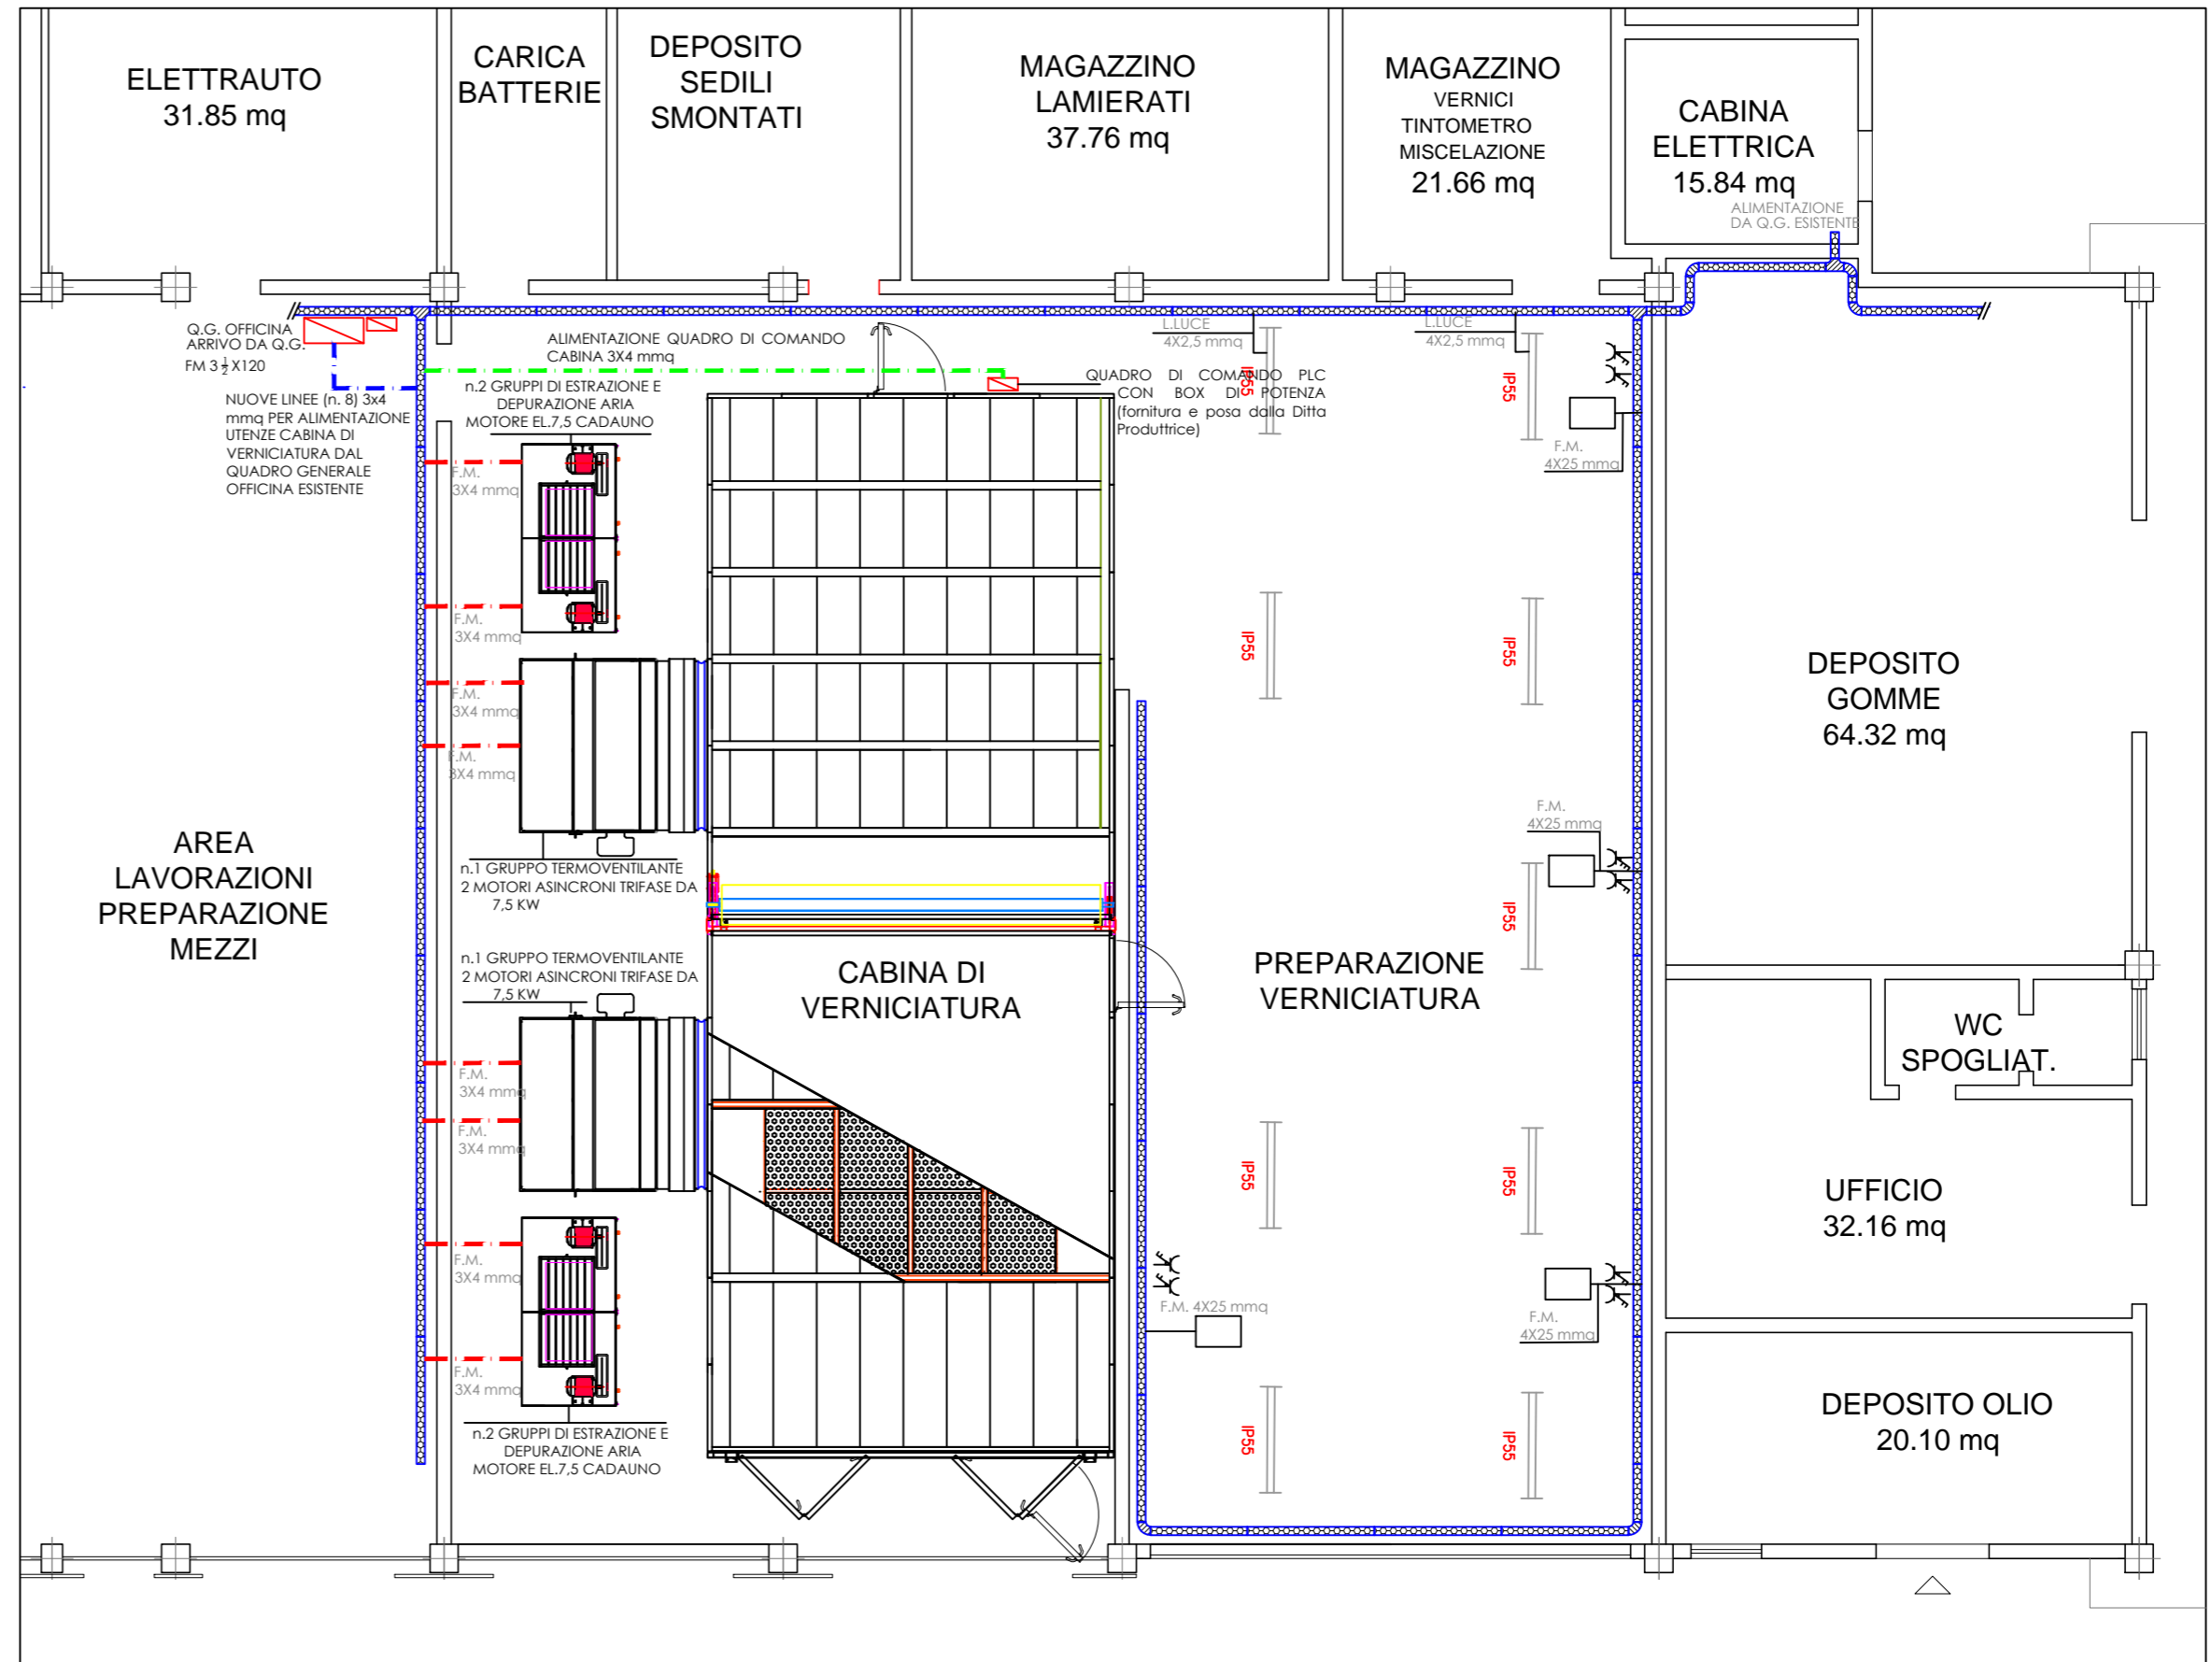 ELETTRAUTO
31.85 mq
CARICA
BATTERIE
DEPOSITO
SEDILI
SMONTATI
MAGAZZINO
LAMIERATI
37.76 mq
MAGAZZINO
VERNICI
TINTOMETRO
MISCELAZIONE
21.66 mq
CABINA
ELETTRICA
15.84 mq
ALIMENTAZIONE
DA Q.G. ESISTENTE
Q.G. OFFICINA
ARRIVO DA Q.G.
FM 3 ½ X120
NUOVE LINEE (n. 8) 3x4
mmq PER ALIMENTAZIONE
UTENZE CABINA DI
VERNICIATURA DAL
QUADRO GENERALE
OFFICINA ESISTENTE
ALIMENTAZIONE QUADRO DI COMANDO
CABINA 3X4 mmq
n.2 GRUPPI DI ESTRAZIONE E
DEPURAZIONE ARIA
MOTORE EL.7,5 CADAUNO
QUADRO DI COMANDO PLC
CON BOX DI POTENZA
(fornitura e posa dalla Ditta
Produttrice)
L.LUCE
4X2,5 mmq
L.LUCE
4X2,5 mmq
IP55
IP55
F.M.
4X25 mmq
F.M.
3X4 mmq
F.M.
3X4 mmq
F.M.
3X4 mmq
F.M.
3X4 mmq
IP55
IP55
DEPOSITO
GOMME
64.32 mq
F.M.
4X25 mmq
IP55
n.1 GRUPPO TERMOVENTILANTE
2 MOTORI ASINCRONI TRIFASE DA
7,5 KW
AREA
LAVORAZIONI
PREPARAZIONE
MEZZI
n.1 GRUPPO TERMOVENTILANTE
2 MOTORI ASINCRONI TRIFASE DA
7,5 KW
CABINA DI
VERNICIATURA
PREPARAZIONE
VERNICIATURA
WC
SPOGLIAT.
F.M.
3X4 mmq
F.M.
3X4 mmq
IP55
IP55
UFFICIO
32.16 mq
F.M.
3X4 mmq
F.M. 4X25 mmq
F.M.
4X25 mmq
F.M.
3X4 mmq
IP55
IP55
n.2 GRUPPI DI ESTRAZIONE E
DEPURAZIONE ARIA
MOTORE EL.7,5 CADAUNO
DEPOSITO OLIO
20.10 mq